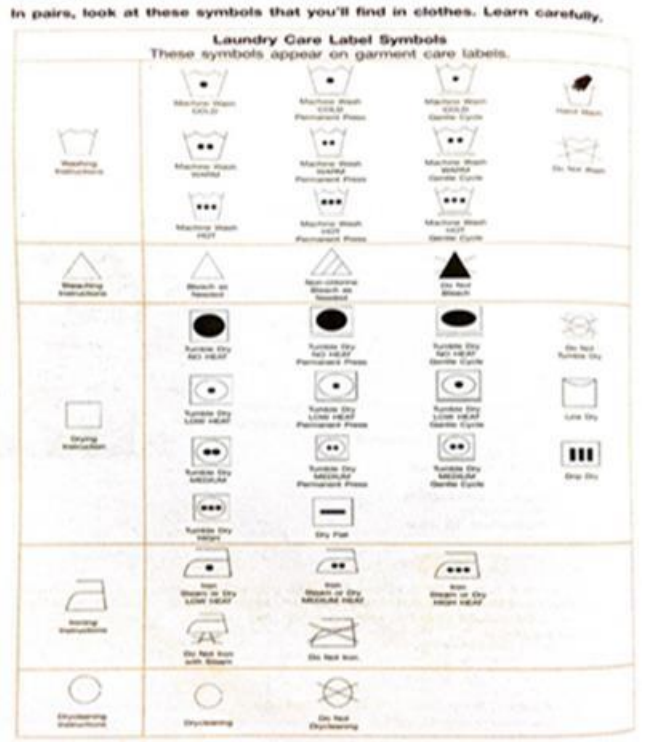 In pairs, look at these symbols that you'll find in clothes. Learn carefully.
Laundry Care Label Symbols
These symbols appear on garment care labels.
Washing
Instructions
Machine Wash
COLD
Machine Wash
COLD
Permanent Press
Machine Wash
COLD
Gentle Cycle
Hand Wash
Machine Wash
WARM
Machine Wash
WARM
Permanent Press
Machine Wash
WARM
Gentle Cycle
Do Not Wash
Machine Wash
HOT
Machine Wash
HOT
Permanent Press
Machine Wash
HOT
Gentle Cycle
Bleaching
Instructions
Bleach as
Needed
Non-chlorine
Bleach as
Needed
Do Not
Bleach
Drying
Instruction
Tumble Dry
NO HEAT
Tumble Dry
NO HEAT
Permanent Press
Tumble Dry
NO HEAT
Gentle Cycle
Do Not
Tumble Dry
Tumble Dry
LOW HEAT
Tumble Dry
LOW HEAT
Permanent Press
Tumble Dry
LOW HEAT
Gentle Cycle
Line Dry
Tumble Dry
MEDIUM
Tumble Dry
MEDIUM
Permanent Press
Tumble Dry
MEDIUM
Gentle Cycle
Drip Dry
Tumble Dry
HIGH
Dry Flat
Ironing
Instructions
Iron
Steam or Dry
LOW HEAT
Iron
Steam or Dry
MEDIUM HEAT
Iron
Steam or Dry
HIGH HEAT
Do Not Iron
with Steam
Do Not Iron
Drycleaning
Instructions
Drycleaning
Do Not
Drycleaning